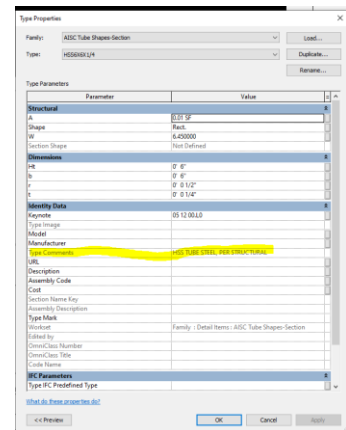 Type Properties
Family: AISC Tube Shapes-Section Load...
Type: HSS6X6X1/4 Duplicate...
Rename...
Type Parameters
Parameter Value =
Structural
A 0.01 SF
Shape Rect.
W 6.450000
Section Shape Not Defined
Dimensions
Ht 0' 6"
b 0' 6"
r 0' 0 1/2"
t 0' 0 1/4"
Identity Data
Keynote 05 12 00.L0
Type Image
Model
Manufacturer
Type Comments HSS TUBE STEEL, PER STRUCTURAL
URL
Description
Assembly Code
Cost
Section Name Key
Assembly Description
Type Mark
Workset Family : Detail Items : AISC Tube Shapes-Section
Edited by
OmniClass Number
OmniClass Title
Code Name
IFC Parameters
Type IFC Predefined Type
What do these properties do?
<< Preview OK Cancel Apply